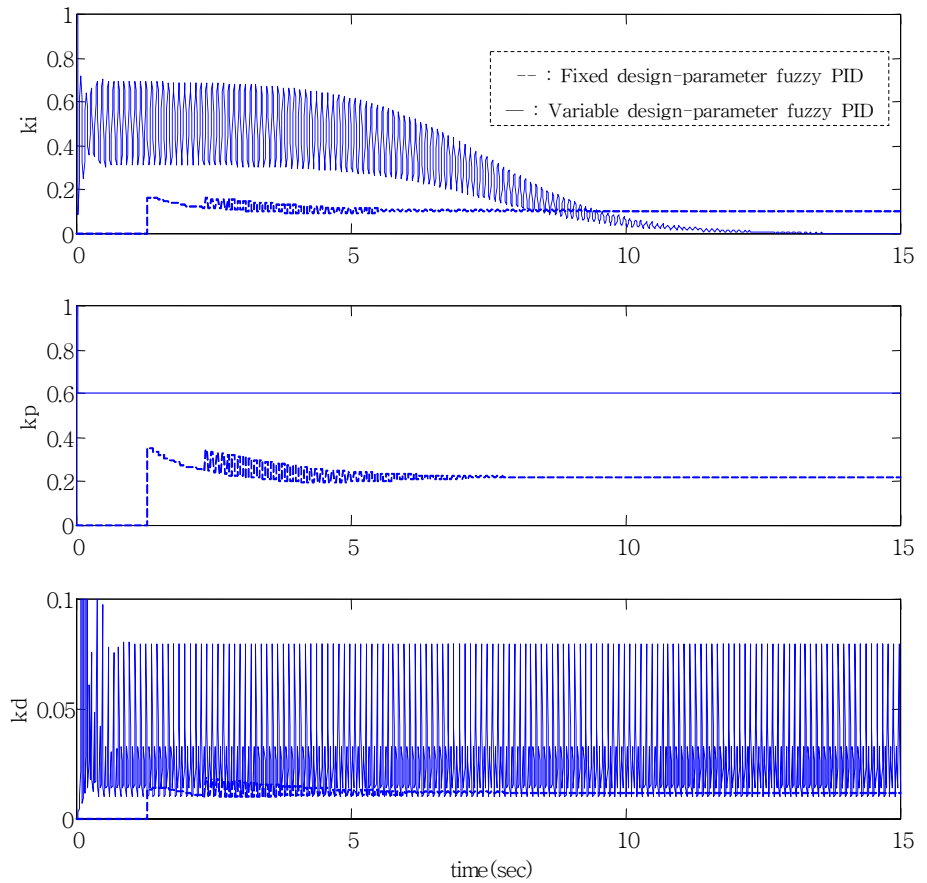 1
0.8
-- : Fixed design-parameter fuzzy PID
0.6
— : Variable design-parameter fuzzy PID
ki
0.4
0.2
0
0 5 10 15
1
0.8
0.6
kp
0.4
0.2
0
0 5 10 15
0.1
kd
0.05
0
0 5 10 15
time(sec)